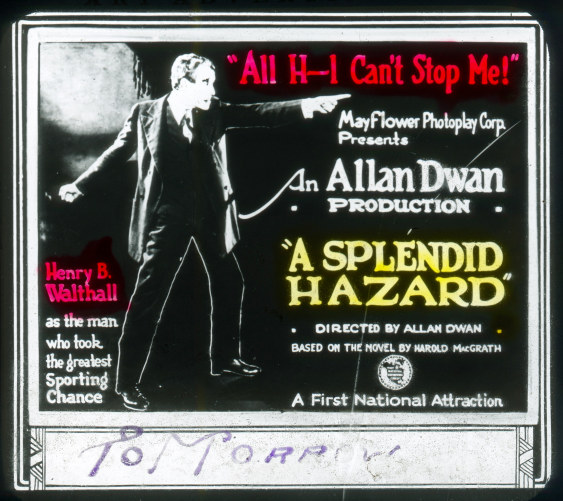 "All H—l Can't Stop Me!"
MayFlower Photoplay Corp.
Presents
An Allan Dwan
PRODUCTION
"A SPLENDID
HAZARD"
DIRECTED BY ALLAN DWAN
BASED ON THE NOVEL BY HAROLD MACGRATH
A First National Attraction
Henry B.
Walthall
as the man
who took
the greatest
Sporting
Chance
TOMORROW